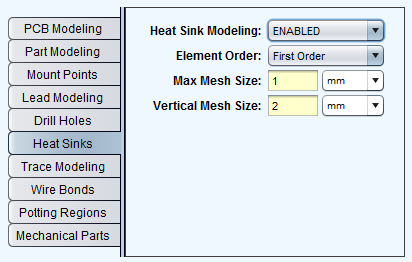 PCB Modeling
Part Modeling
Mount Points
Lead Modeling
Drill Holes
Heat Sinks
Trace Modeling
Wire Bonds
Potting Regions
Mechanical Parts
Heat Sink Modeling: ENABLED
Element Order: First Order
Max Mesh Size: 1 mm
Vertical Mesh Size: 2 mm